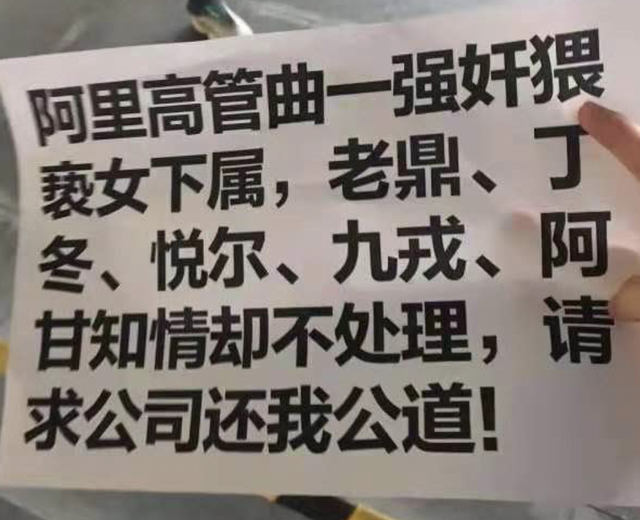 阿里高管曲一强奸猥
亵女下属，老鼎、丁
冬、悦尔、九戎、阿
甘知情却不处理，请
求公司还我公道！